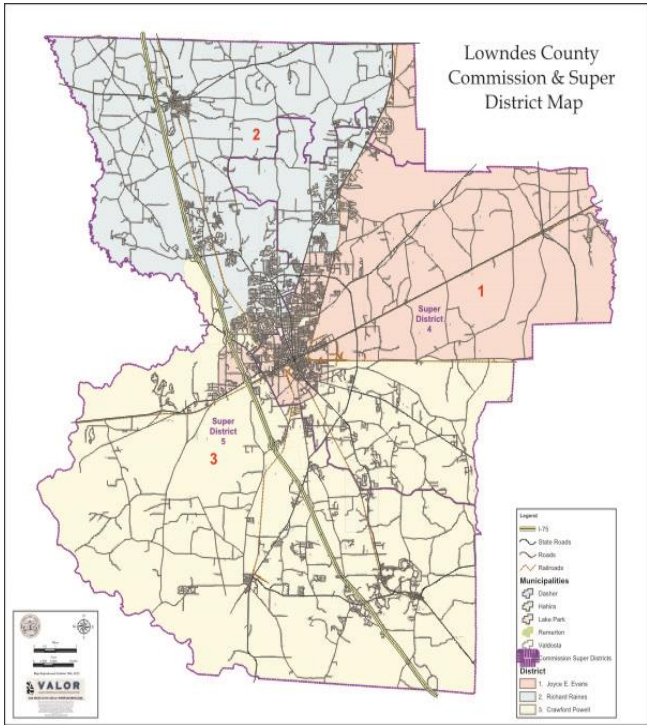 Lowndes County
Commission & Super
District Map
2
1
Super
District
4
Super
District
5
3
Legend
I-75
State Roads
Roads
Railroads
Municipalities
Dasher
Hahira
Lake Park
Remerton
Valdosta
Commission Super Districts
District
1. Joyce E. Evans
2. Richard Raines
3. Crawford Powell
VALOR